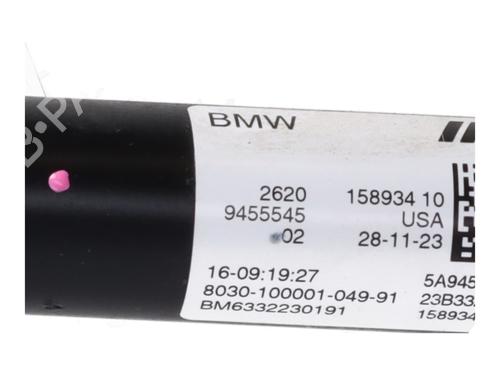 BMW
2620 158934 10
9455545 USA
02 28-11-23
16-09:19:27 5A945
8030-100001-049-91 23B33
BM6332230191 158934